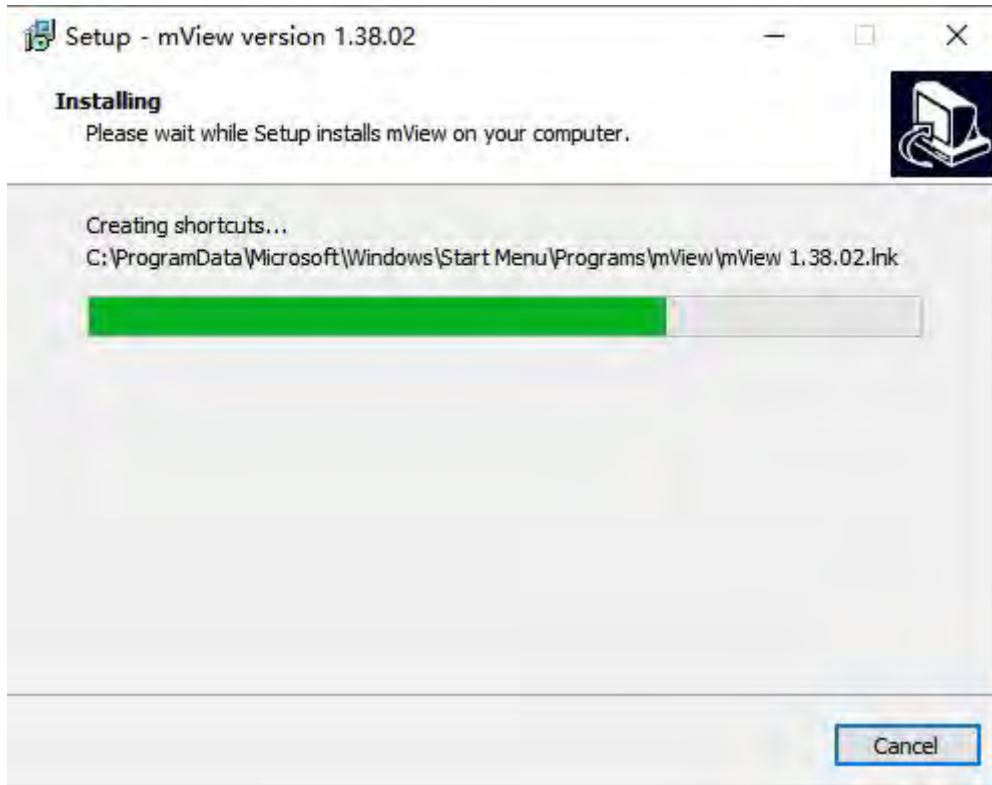 Setup - mView version 1.38.02
Installing
Please wait while Setup installs mView on your computer.
Creating shortcuts...
C:\ProgramData\Microsoft\Windows\Start Menu\Programs\mView\mView 1.38.02.lnk
Cancel